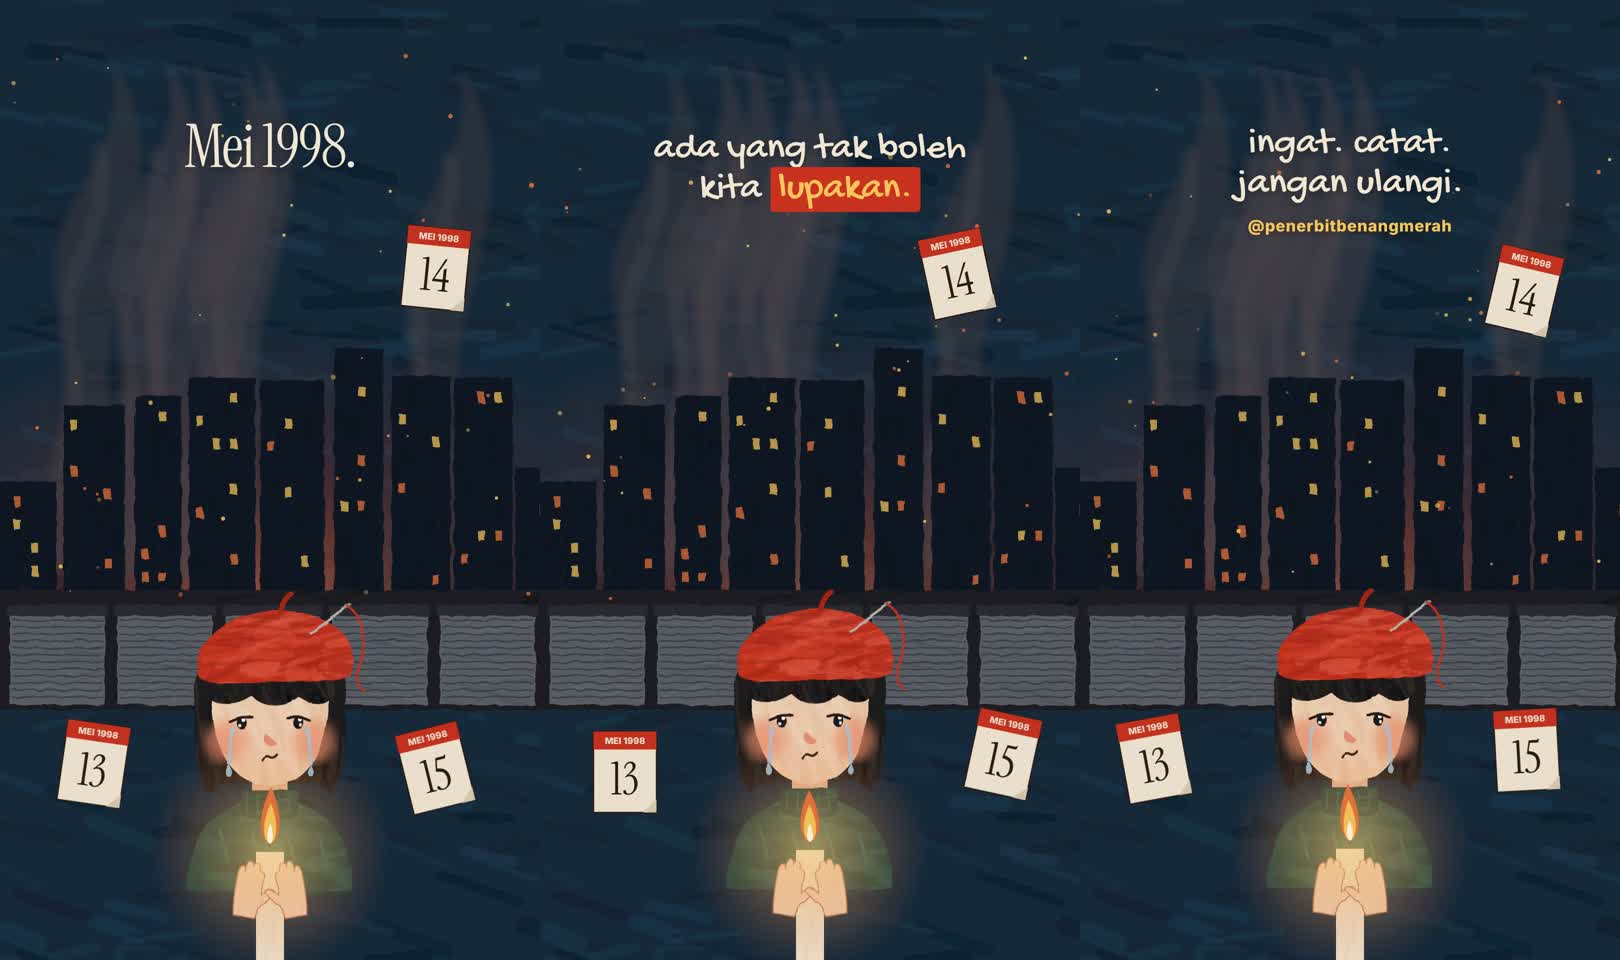 Mei 1998.
MEI 1998
14
MEI 1998
13
MEI 1998
15
ada yang tak boleh
kita lupakan.
MEI 1998
14
MEI 1998
13
MEI 1998
15
ingat. catat.
jangan ulangi.
@penerbitbenangmerah
MEI 1998
14
MEI 1998
13
MEI 1998
15